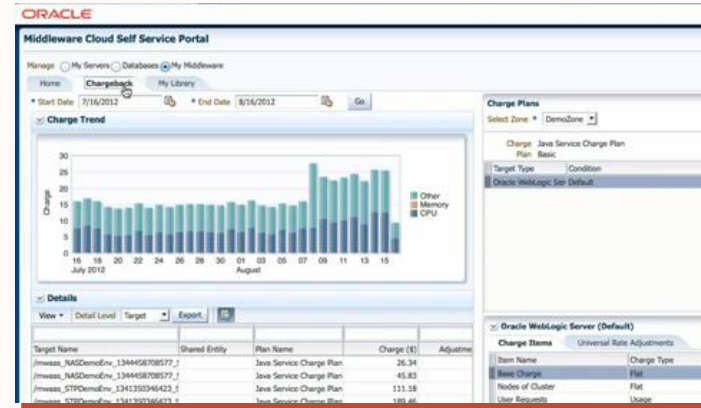 ORACLE
Middleware Cloud Self Service Portal
Manage My Servers Databases My Middleware
Home Chargeback My Library
* Start Date 7/16/2012 * End Date 8/16/2012 Go
Charge Trend
Charge
30
25
20
15
10
5
0
16 18 20 22 24 26 28 30 01 03 05 07 09 11 13 15
July 2012 August
Other
Memory
CPU
Details
View Detail Level Target Export
Target Name Shared Entity Plan Name Charge ($) Adjustme
/mwaas_NASDemoEnv_1344458708577_ Java Service Charge Plan 26.34
/mwaas_NASDemoEnv_1344458708577_ Java Service Charge Plan 45.83
/mwaas_STPDemoEnv_1341350346423_ Java Service Charge Plan 111.18
/mwaas_STPDemoEnv_1341350346423_ Java Service Charge Plan 189.46
Charge Plans
Select Zone * DemoZone
Charge Plan Java Service Charge Plan
Basic
Target Type Condition
Oracle WebLogic Ser Default
Oracle WebLogic Server (Default)
Charge Items Universal Rate Adjustments
Item Name Charge Type
Base Charge Flat
Nodes of Cluster Flat
User Requests Usage